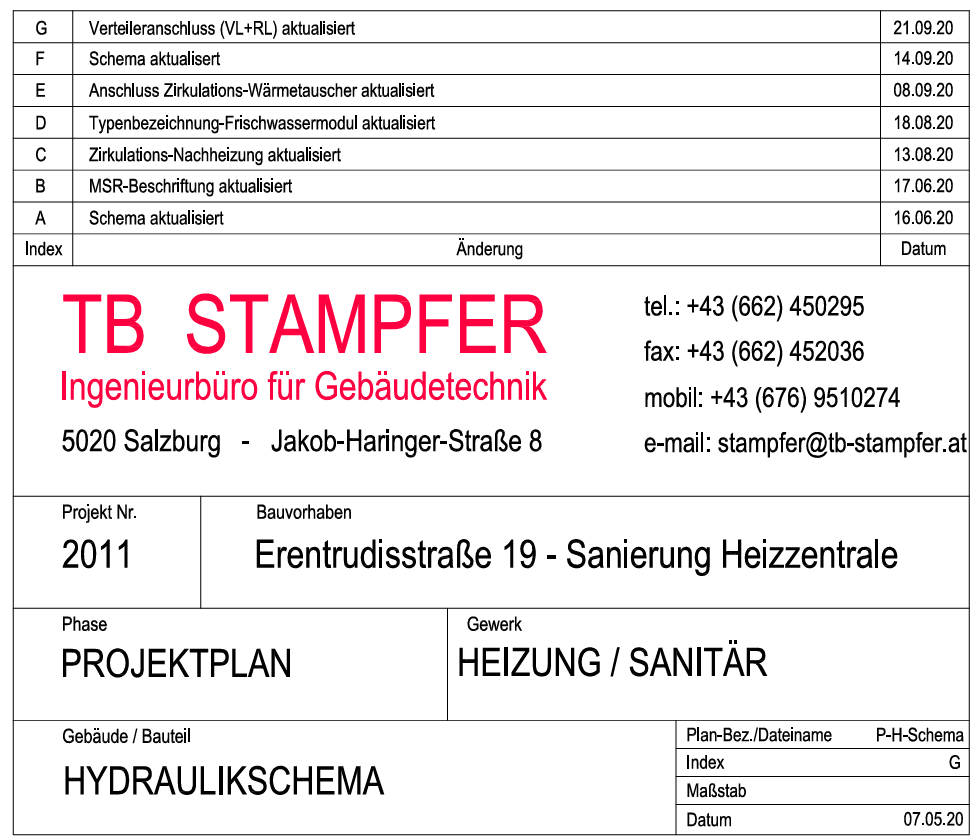 G Verteileranschluss (VL+RL) aktualisiert 21.09.20
F Schema aktualisert 14.09.20
E Anschluss Zirkulations-Wärmetauscher aktualisiert 08.09.20
D Typenbezeichnung-Frischwassermodul aktualisiert 18.08.20
C Zirkulations-Nachheizung aktualisiert 13.08.20
B MSR-Beschriftung aktualisiert 17.06.20
A Schema aktualisiert 16.06.20
Index Änderung Datum
TB STAMPFER
Ingenieurbüro für Gebäudetechnik
5020 Salzburg - Jakob-Haringer-Straße 8
tel.: +43 (662) 450295
fax: +43 (662) 452036
mobil: +43 (676) 9510274
e-mail: stampfer@tb-stampfer.at
Projekt Nr.
2011
Bauvorhaben
Erentrudisstraße 19 - Sanierung Heizzentrale
Phase
PROJEKTPLAN
Gewerk
HEIZUNG / SANITÄR
Gebäude / Bauteil
HYDRAULIKSCHEMA
Plan-Bez./Dateiname P-H-Schema
Index G
Maßstab
Datum 07.05.20